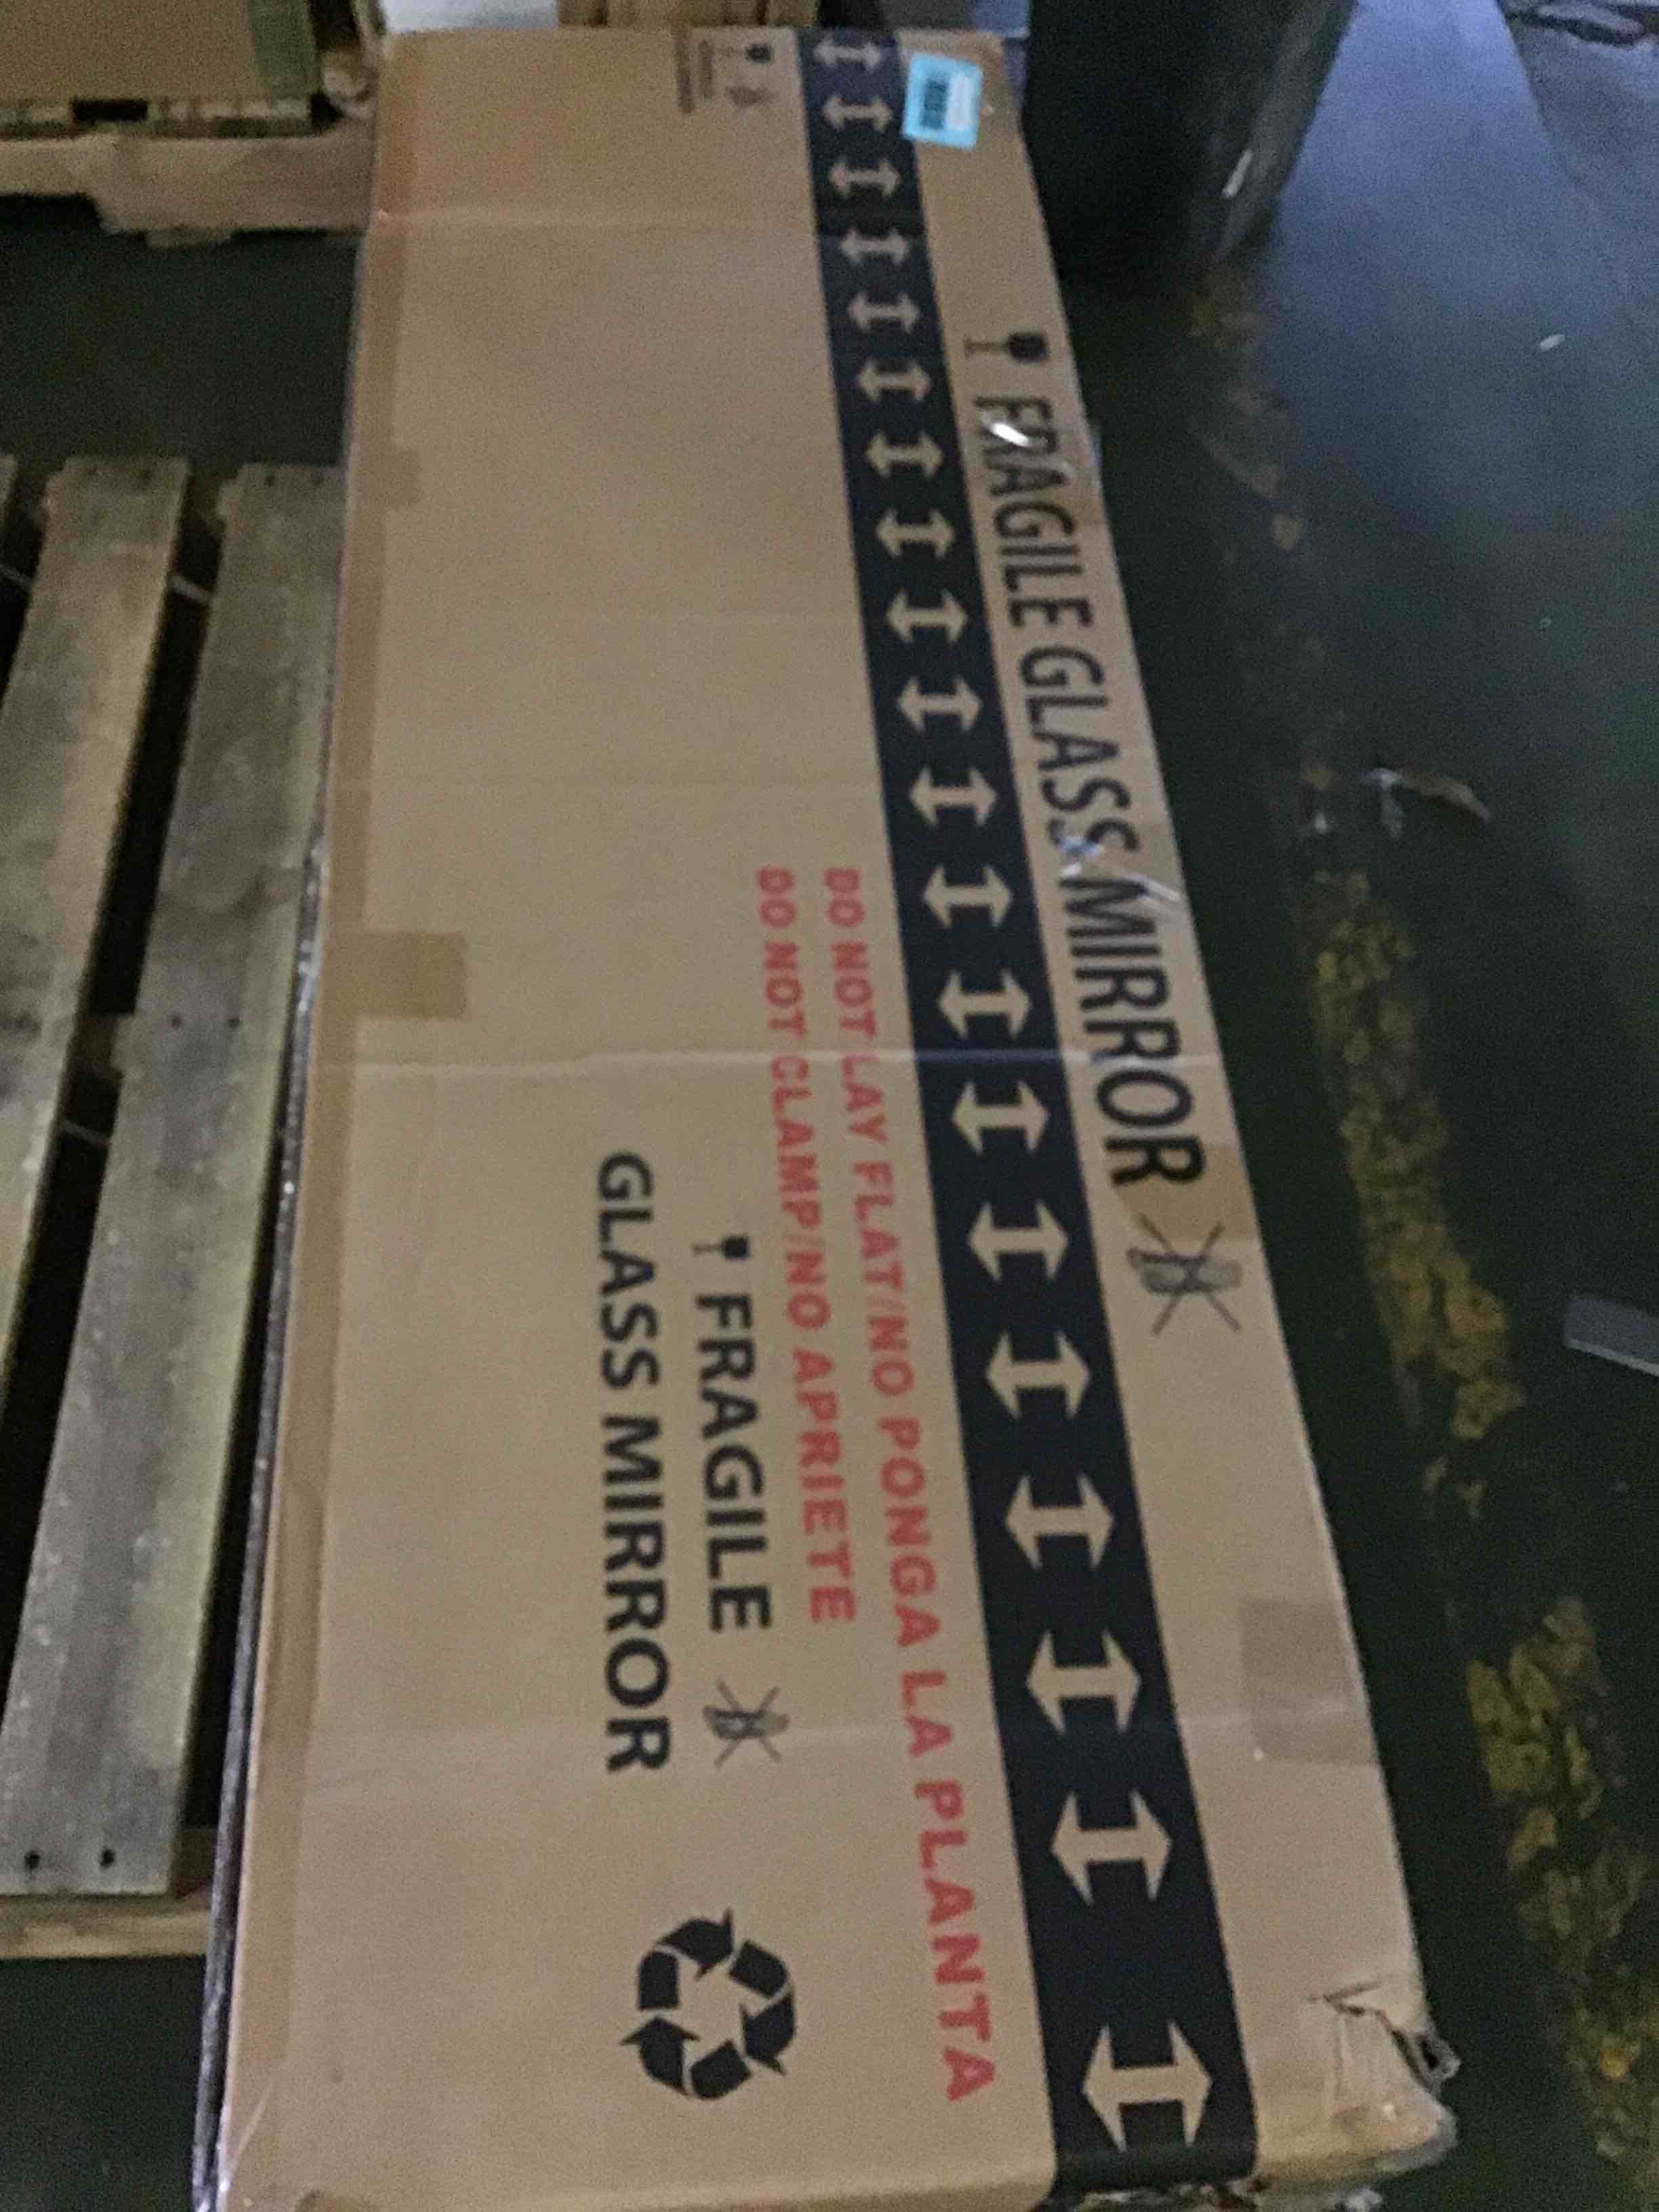 FRAGILE GLASS MIRROR
DO NOT LAY FLAT/NO PONGA LA PLANTA
DO NOT CLAMP/NO APRIETE
FRAGILE
GLASS MIRROR